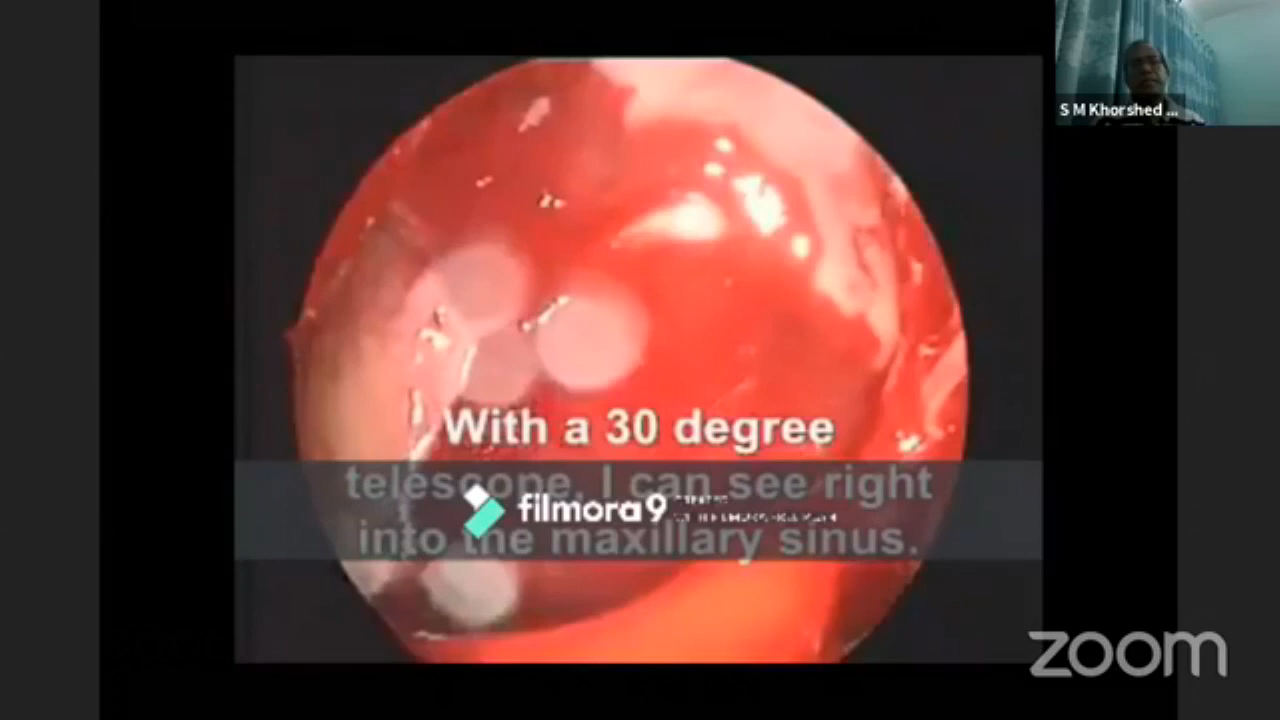 S M Khorshed ...
With a 30 degree
telescope, I can see right
filmora9
into the maxillary sinus.
zoom